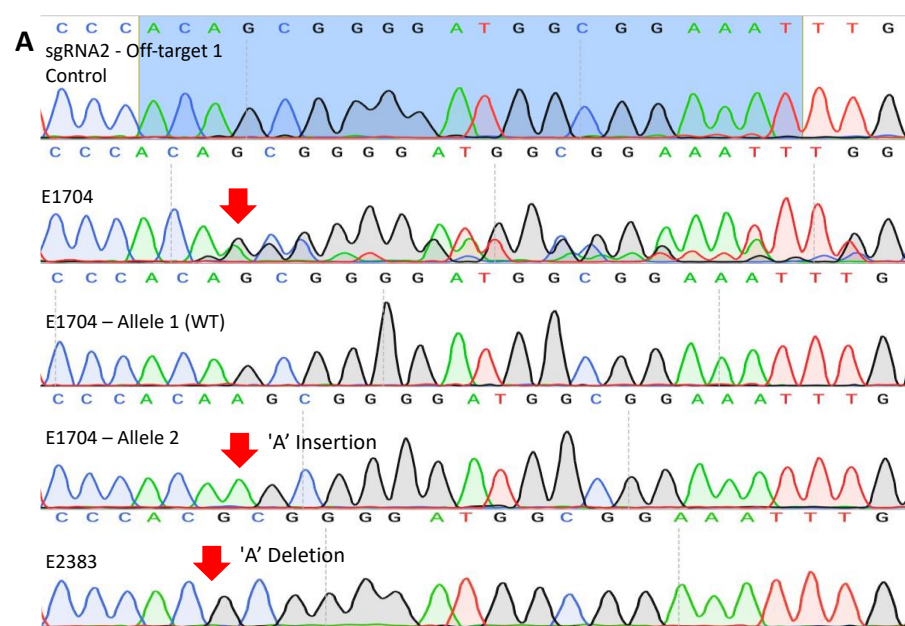 A
C C C A C A G C G G G G A T G G C G G A A A T T T G
sgRNA2 - Off-target 1
Control
C C C A C A G C G G G G A T G G C G G A A A T T T G G
E1704
C C C A C A G C G G G G A T G G C G G A A A T T T G
E1704 – Allele 1 (WT)
C C C A C A A G C G G G G A T G G C G G A A A T T T G
E1704 – Allele 2
'A' Insertion
C C C A C G C G G G G A T G G C G G A A A T T T G
E2383
'A' Deletion